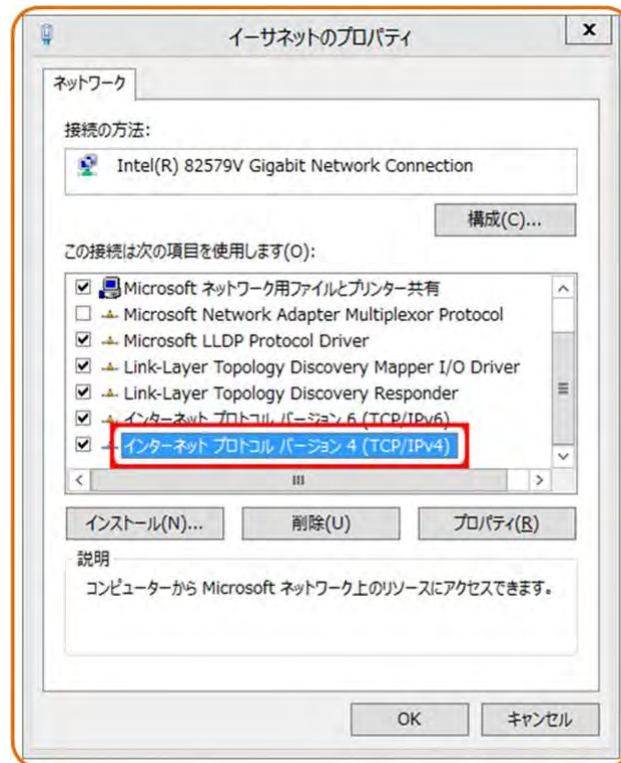 イーサネットのプロパティ
x
ネットワーク
接続の方法:
Intel(R) 82579V Gigabit Network Connection
構成(C)...
この接続は次の項目を使用します(O):
Microsoft ネットワーク用ファイルとプリンター共有
Microsoft Network Adapter Multiplexor Protocol
Microsoft LLDP Protocol Driver
Link-Layer Topology Discovery Mapper I/O Driver
Link-Layer Topology Discovery Responder
インターネット プロトコル バージョン 6 (TCP/IPv6)
インターネット プロトコル バージョン 4 (TCP/IPv4)
インストール(N)...
削除(U)
プロパティ(R)
説明
コンピューターから Microsoft ネットワーク上のリソースにアクセスできます。
OK
キャンセル